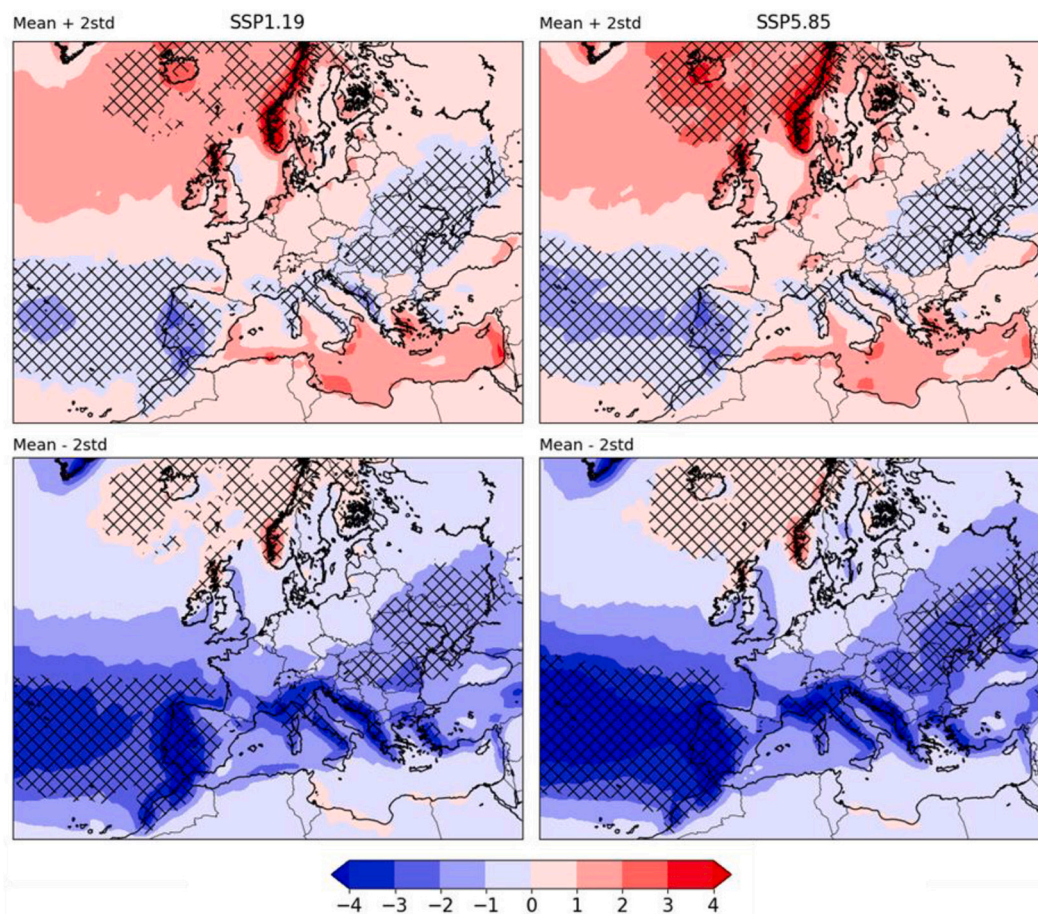 Mean + 2std SSP1.19
Mean + 2std SSP5.85
Mean - 2std
Mean - 2std
−4 −3 −2 −1 0 1 2 3 4